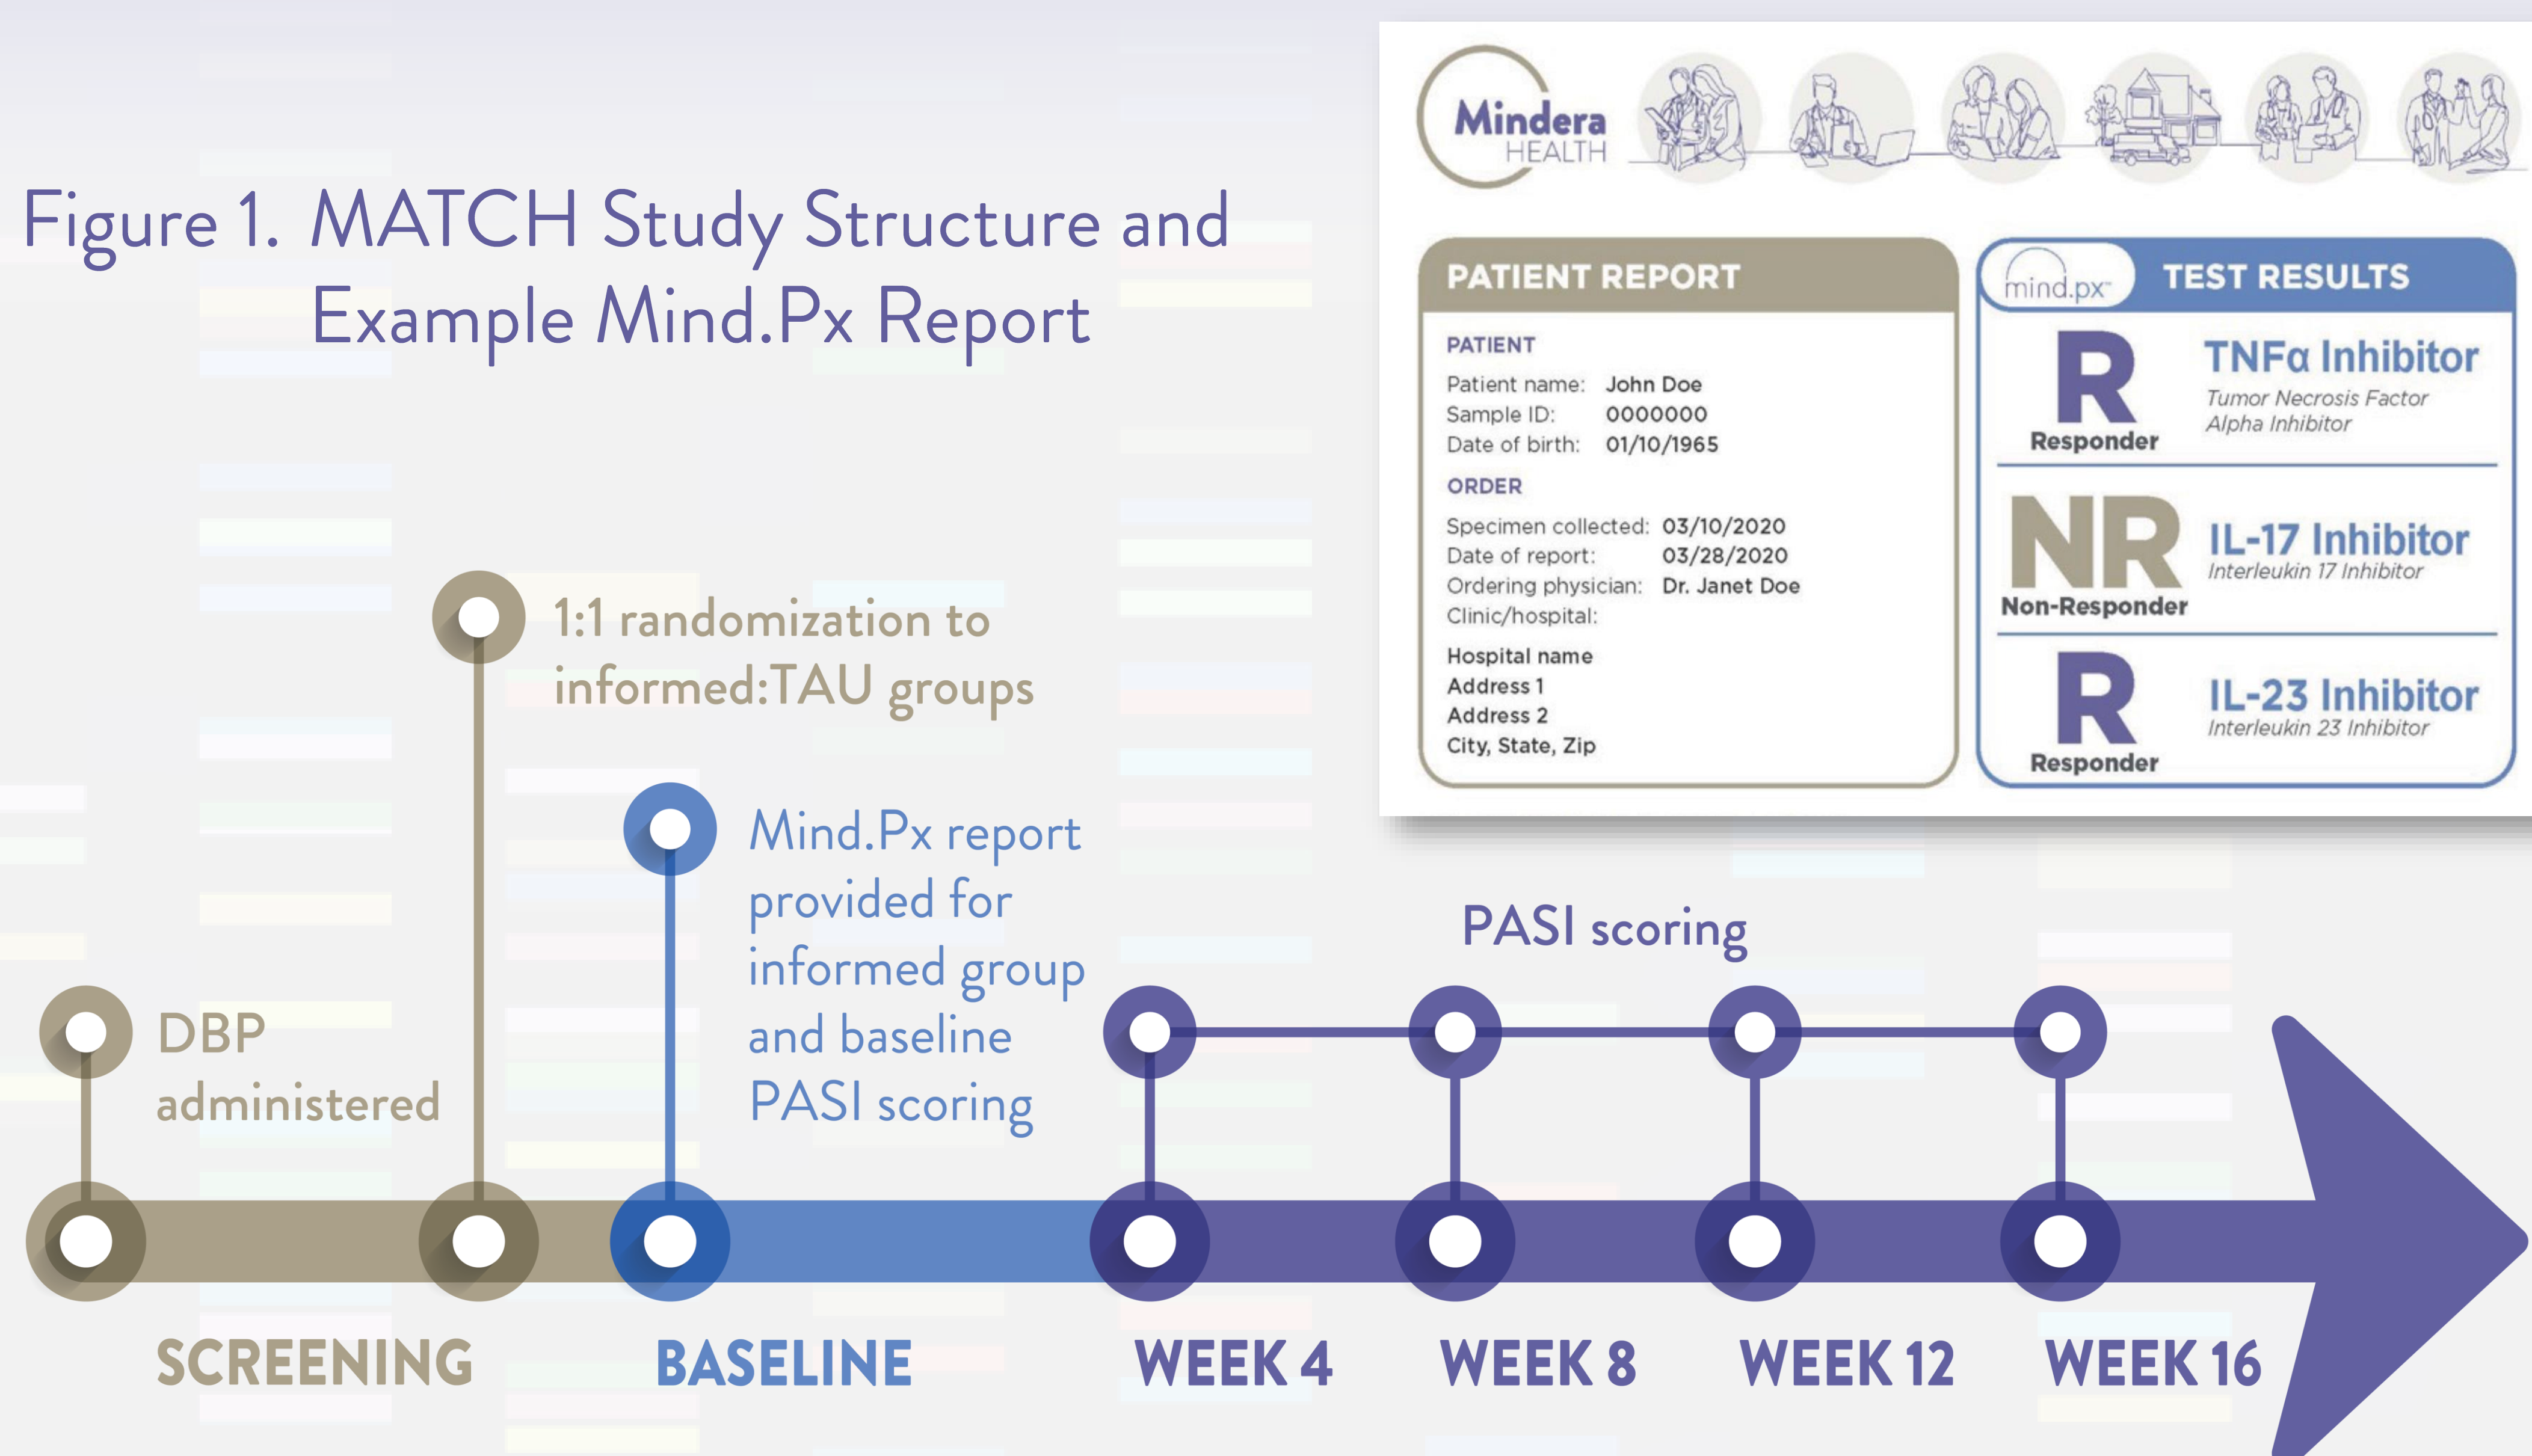 Figure 1. MATCH Study Structure and
Example Mind.Px Report
Mindera
HEALTH
PATIENT REPORT
PATIENT
Patient name: John Doe
Sample ID: 0000000
Date of birth: 01/10/1965
ORDER
Specimen collected: 03/10/2020
Date of report: 03/28/2020
Ordering physician: Dr. Janet Doe
Clinic/hospital:
Hospital name
Address 1
Address 2
City, State, Zip
mind.px™ TEST RESULTS
R
Responder
TNFα Inhibitor
Tumor Necrosis Factor
Alpha Inhibitor
NR
Non-Responder
IL-17 Inhibitor
Interleukin 17 Inhibitor
R
Responder
IL-23 Inhibitor
Interleukin 23 Inhibitor
DBP
administered
1:1 randomization to
informed:TAU groups
Mind.Px report
provided for
informed group
and baseline
PASI scoring
PASI scoring
SCREENING
BASELINE
WEEK 4
WEEK 8
WEEK 12
WEEK 16